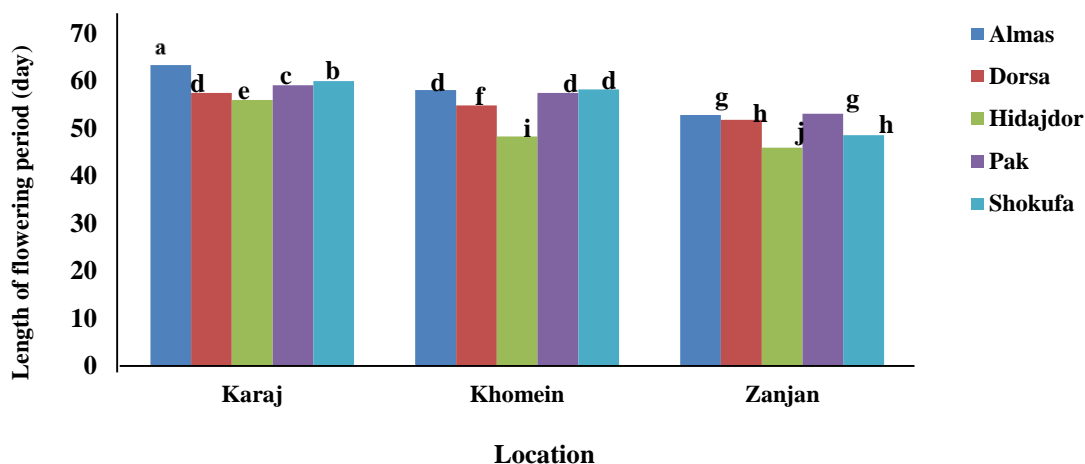 Length of flowering period (day)
70
60
50
40
30
20
10
0
a
d
e
c
b
d
f
i
d
d
g
h
j
g
h
Karaj
Khomein
Zanjan
Location
Almas
Dorsa
Hidajdor
Pak
Shokufa